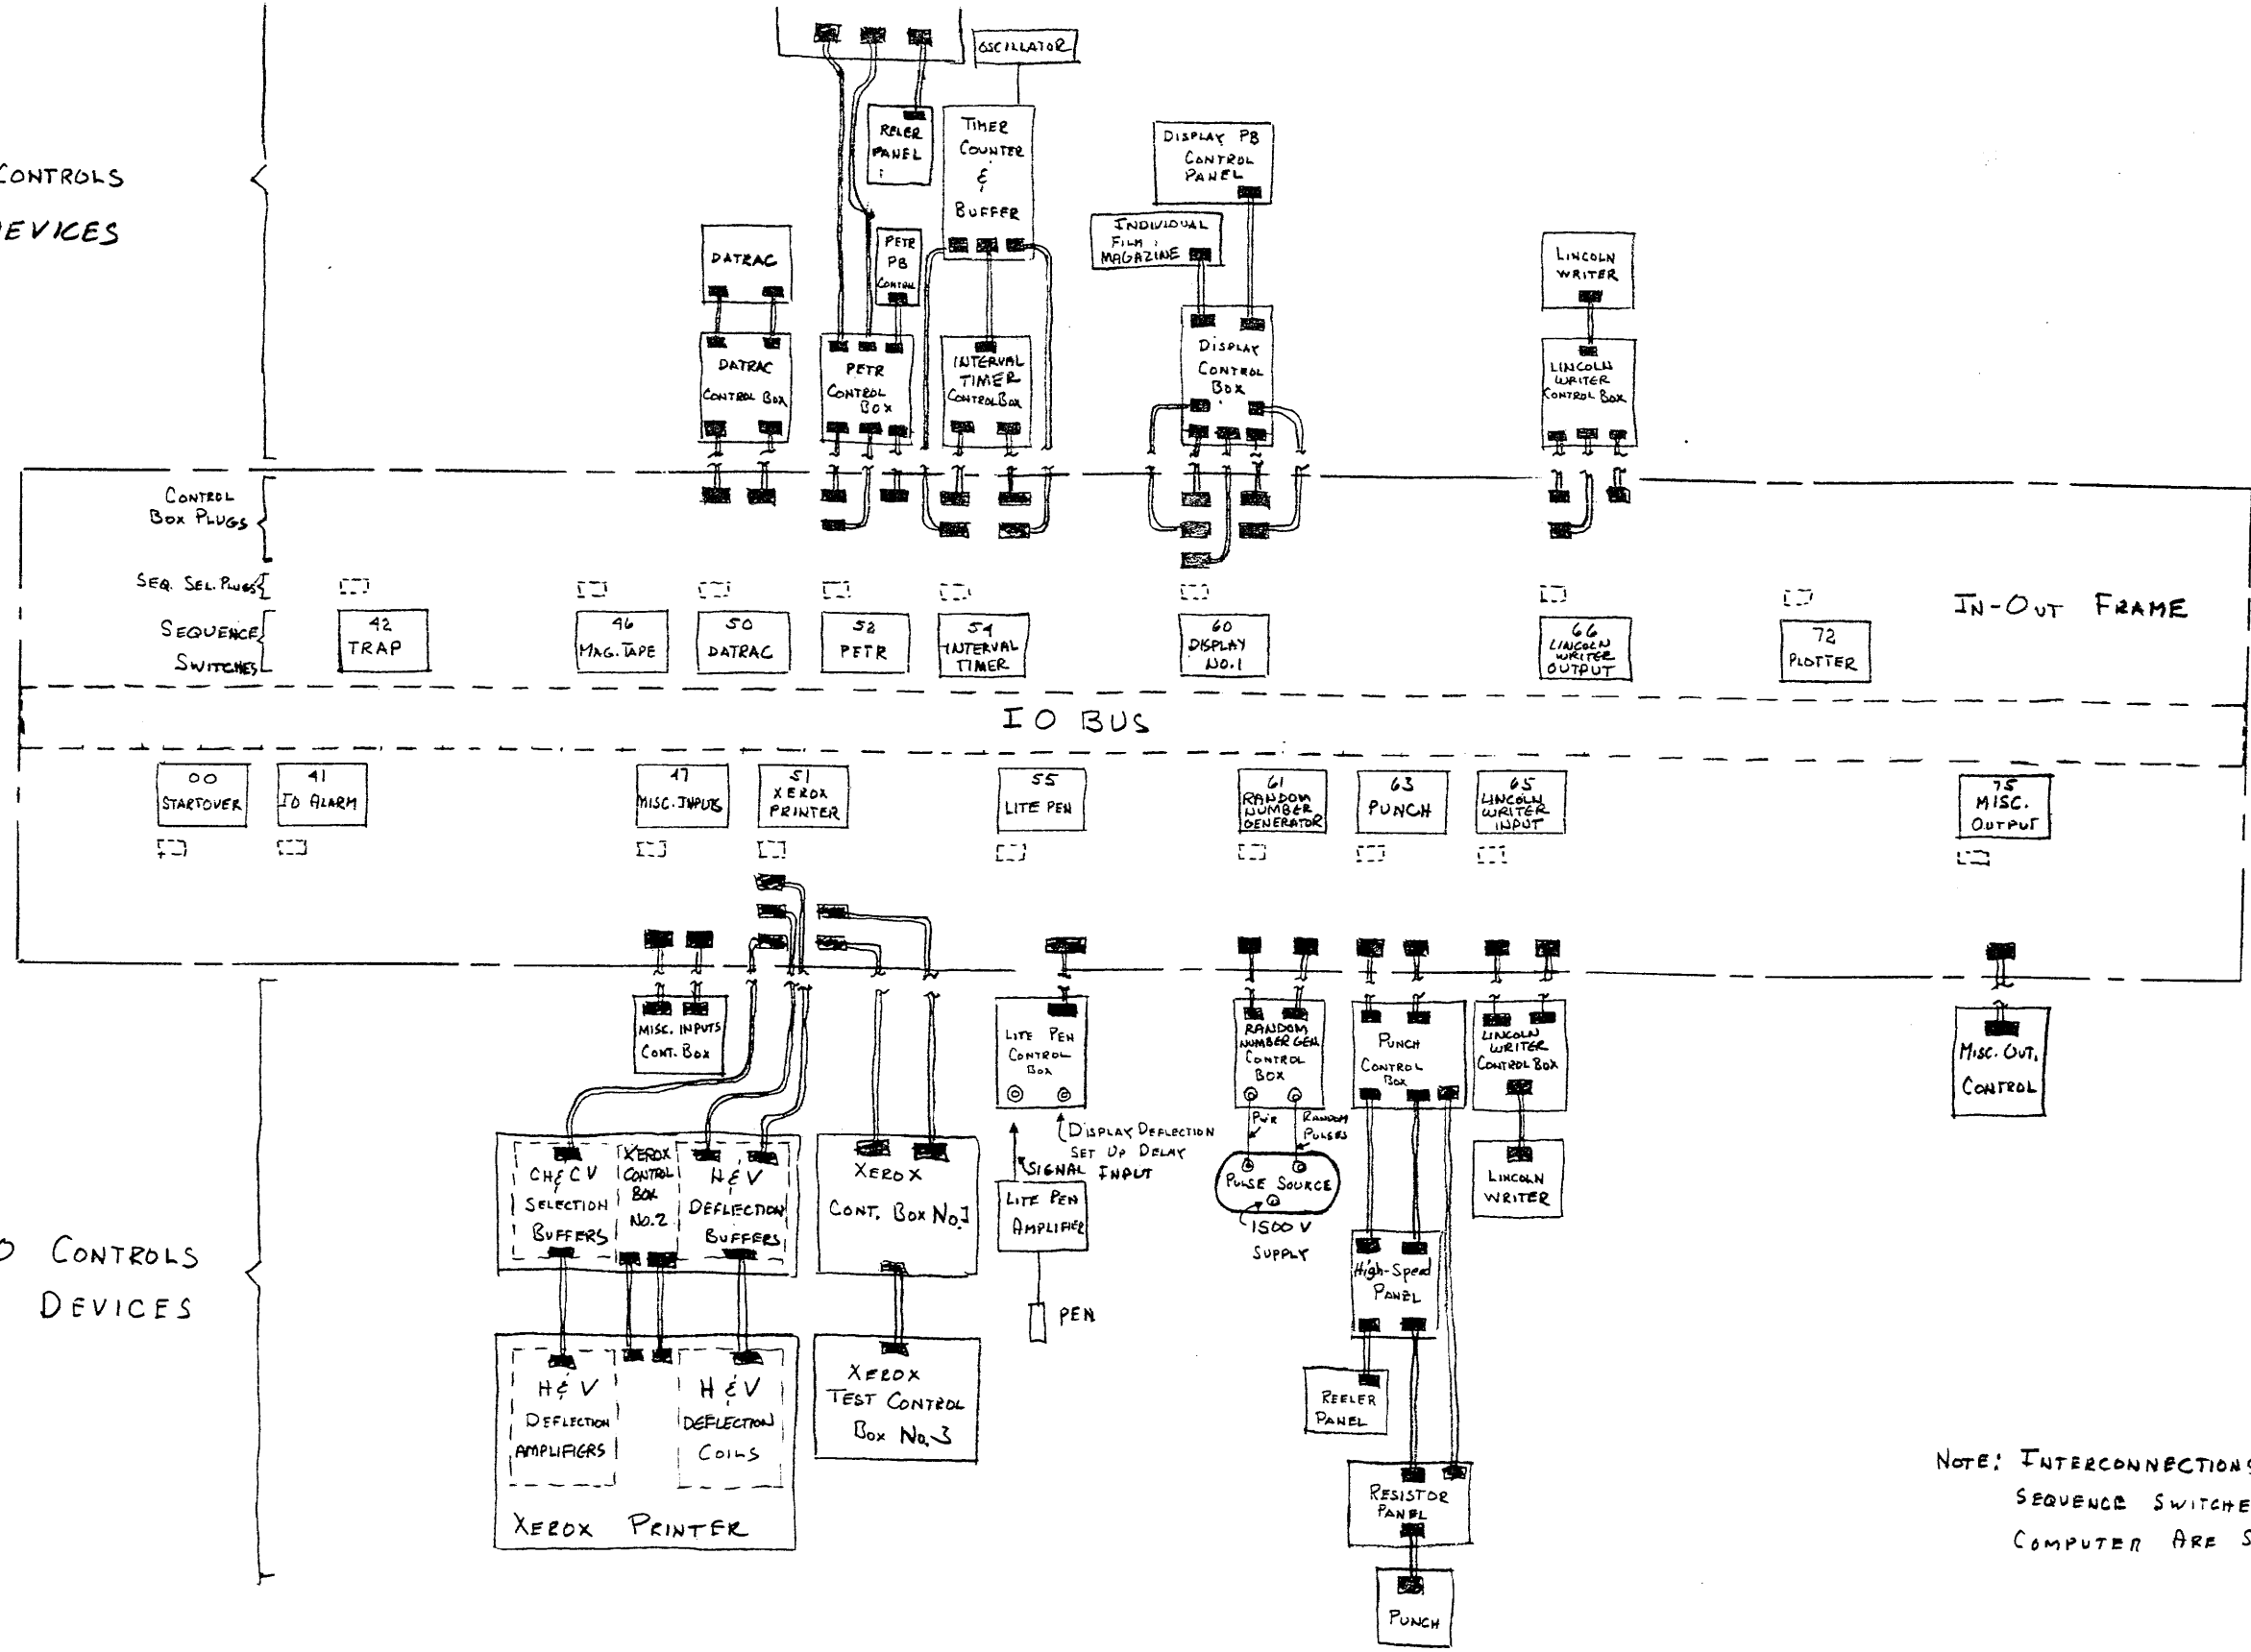 OSCILLATOR
RELER
PANEL
TIMER
COUNTER
&
BUFFER
DISPLAY PB
CONTROL
PANEL
CONTROLS
DEVICES
INDIVIDUAL
FILM
MAGAZINE
DATRAC
PETR
PB
CONTROL
LINCOLN
WRITER
DATRAC
CONTROL BOX
PETR
CONTROL
BOX
INTERVAL
TIMER
CONTROL BOX
DISPLAY
CONTROL
BOX
LINCOLN
WRITER
CONTROL BOX
CONTROL
BOX PLUGS
SEQ. SEL. PLUGS
SEQUENCE
SWITCHES
42
TRAP
46
MAG. TAPE
50
DATRAC
52
PETR
54
INTERVAL
TIMER
60
DISPLAY
NO.1
66
LINCOLN
WRITER
OUTPUT
72
PLOTTER
IN-OUT FRAME
IO BUS
00
STARTOVER
41
IO ALARM
47
MISC. INPUTS
51
XEROX
PRINTER
55
LITE PEN
61
RANDOM
NUMBER
GENERATOR
63
PUNCH
65
LINCOLN
WRITER
INPUT
75
MISC.
OUTPUT
MISC. INPUTS
CONT. BOX
LITE PEN
CONTROL
BOX
RANDOM
NUMBER GEN.
CONTROL
BOX
PUNCH
CONTROL
BOX
LINCOLN
WRITER
CONTROL BOX
MISC. OUT.
CONTROL
PWR
RANDOM
PULSES
DISPLAY DEFLECTION
SET UP DELAY
INPUT
SIGNAL
CH & CV
SELECTION
BUFFERS
XEROX
CONTROL
BOX
NO.2
H & V
DEFLECTION
BUFFERS
XEROX
CONT. BOX NO.1
LITE PEN
AMPLIFIER
PULSE SOURCE
1500 V
SUPPLY
LINCOLN
WRITER
O CONTROLS
DEVICES
High-Speed
PANEL
PEN
H & V
DEFLECTION
AMPLIFIERS
H & V
DEFLECTION
COILS
XEROX PRINTER
XEROX
TEST CONTROL
BOX NO.3
REELER
PANEL
RESISTOR
PANEL
PUNCH
NOTE: INTERCONNECTIONS
SEQUENCE SWITCHE
COMPUTER ARE S